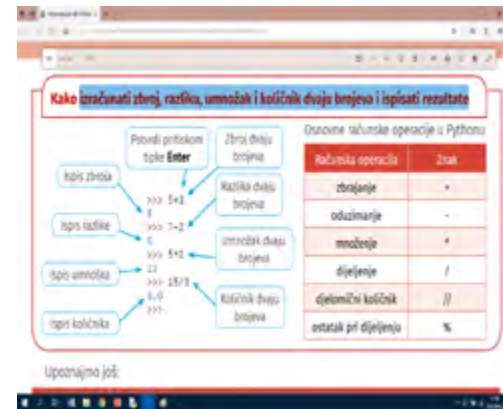 Kako izračunati zbroj, razliku, umnožak i količnik dvaju brojeva i ispisati rezultate
Potvrdi pritiskom
tipke Enter
Zbroj dvaju
brojeva
Osnovne računske operacije u Pythonu
Računska operacija Znak
zbrajanje +
oduzimanje -
množenje *
dijeljenje /
djelomični količnik //
ostatak pri dijeljenju %
Ispis zbroja
Razlika dvaju
brojeva
Ispis razlike
Umnožak dvaju
brojeva
Ispis umnoška
Količnik dvaju
brojeva
Ispis količnika
>>> 5+3
8
>>> 7-2
5
>>>
>>> 15/3
5.0
>>>
Upoznajmo još: